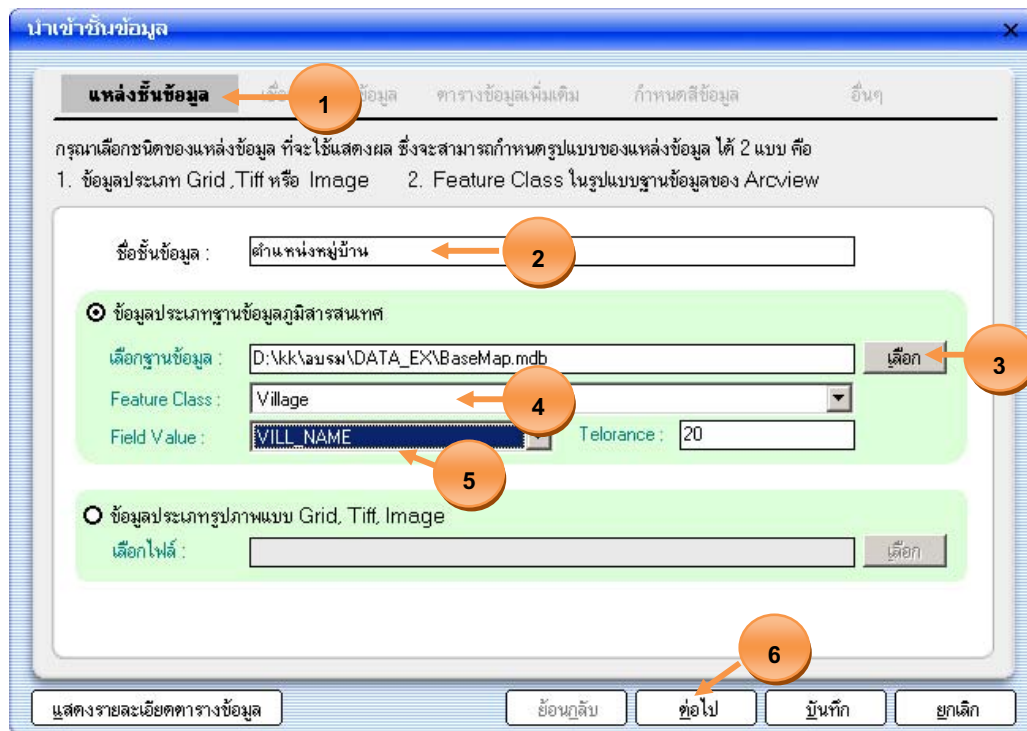 นำเข้าชั้นข้อมูล
แหล่งชั้นข้อมูล 1 ข้อมูล ตารางข้อมูลเพิ่มเติม กำหนดสีข้อมูล อื่นๆ
กรุณาเลือกชนิดของแหล่งข้อมูล ที่จะใช้แสดงผล ซึ่งจะสามารถกำหนดรูปแบบของแหล่งข้อมูล ได้ 2 แบบ คือ
1. ข้อมูลประเภท Grid ,Tiff หรือ Image 2. Feature Class ในรูปแบบฐานข้อมูลของ Arcview
ชื่อชั้นข้อมูล : ตำแหน่งหมู่บ้าน 2
ข้อมูลประเภทฐานข้อมูลภูมิสารสนเทศ
เลือกฐานข้อมูล : D:\kk\อบรม\DATA_EX\BaseMap.mdb เลือก 3
Feature Class : Village 4
Field Value : VILL_NAME Telorance : 20
5
ข้อมูลประเภทรูปภาพแบบ Grid, Tiff, Image
เลือกไฟล์ : เลือก
6
แสดงรายละเอียดตารางข้อมูล ย้อนกลับ ต่อไป บันทึก ยกเลิก